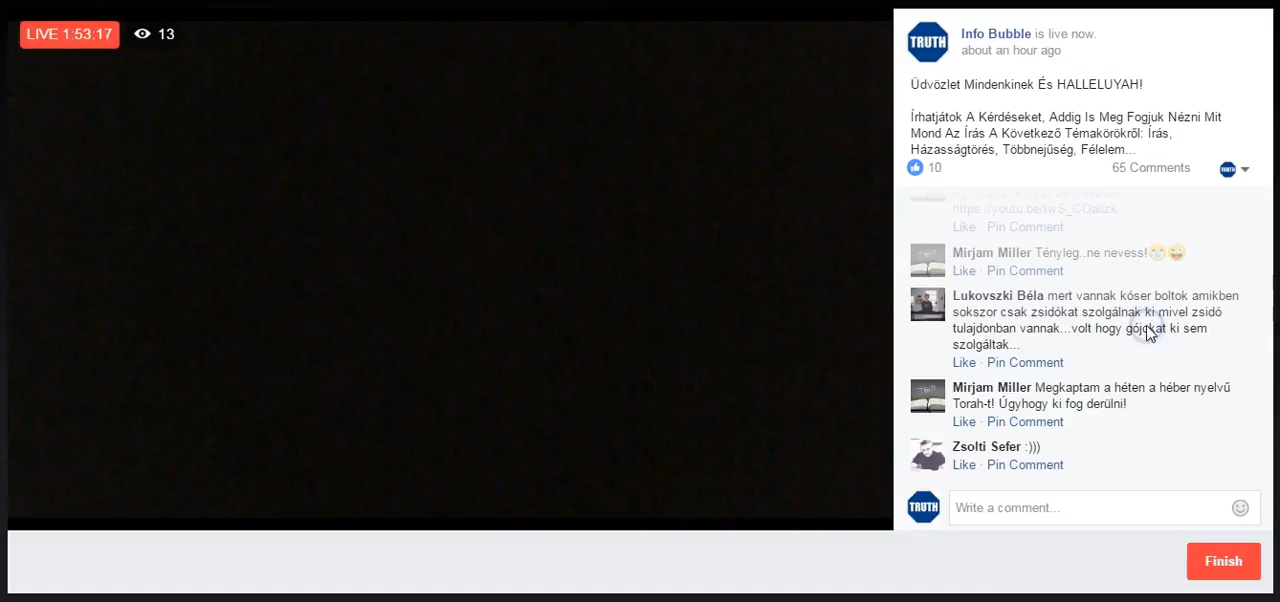 LIVE 1:53:17
13
TRUTH
Info Bubble is live now.
about an hour ago
Üdvözlet Mindenkinek És HALLELUYAH!
Írhatjátok A Kérdéseket, Addig Is Meg Fogjuk Nézni Mit
Mond Az Írás A Következő Témakörökről: Írás,
Házasságtörés, Többnejűség, Félelem...
10
65 Comments
TRUTH
Like · Pin Comment
Mirjam Miller Tényleg..ne nevess!😁😜
Like · Pin Comment
Lukovszki Béla mert vannak kóser boltok amikben
sokszor csak zsidókat szolgálnak ki mivel zsidó
tulajdonban vannak...volt hogy gójokat ki sem
szolgáltak...
Like · Pin Comment
Mirjam Miller Megkaptam a héten a héber nyelvű
Torah-t! Úgyhogy ki fog derülni!
Like · Pin Comment
Zsolti Sefer :)))
Like · Pin Comment
TRUTH
Write a comment...
Finish